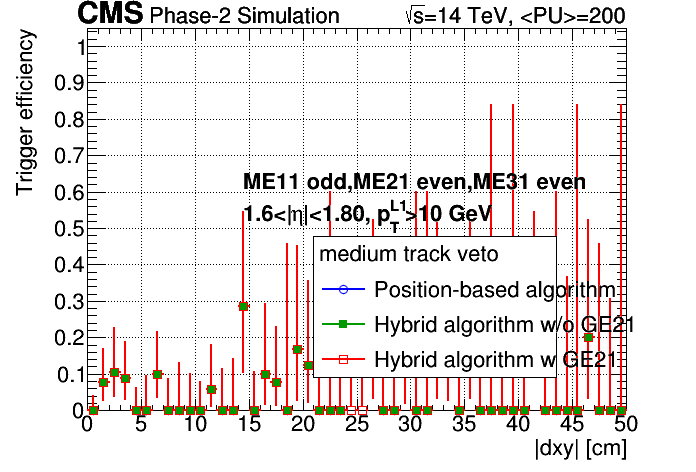 CMS Phase-2 Simulation √s=14 TeV, <PU>=200
Trigger efficiency
1
0.9
0.8
0.7
0.6
0.5
0.4
0.3
0.2
0.1
0
ME11 odd,ME21 even,ME31 even
1.6<|η|<1.80, p_T^L1>10 GeV
medium track veto
Position-based algorithm
Hybrid algorithm w/o GE21
Hybrid algorithm w GE21
0 5 10 15 20 25 30 35 40 45 50
|dxy| [cm]